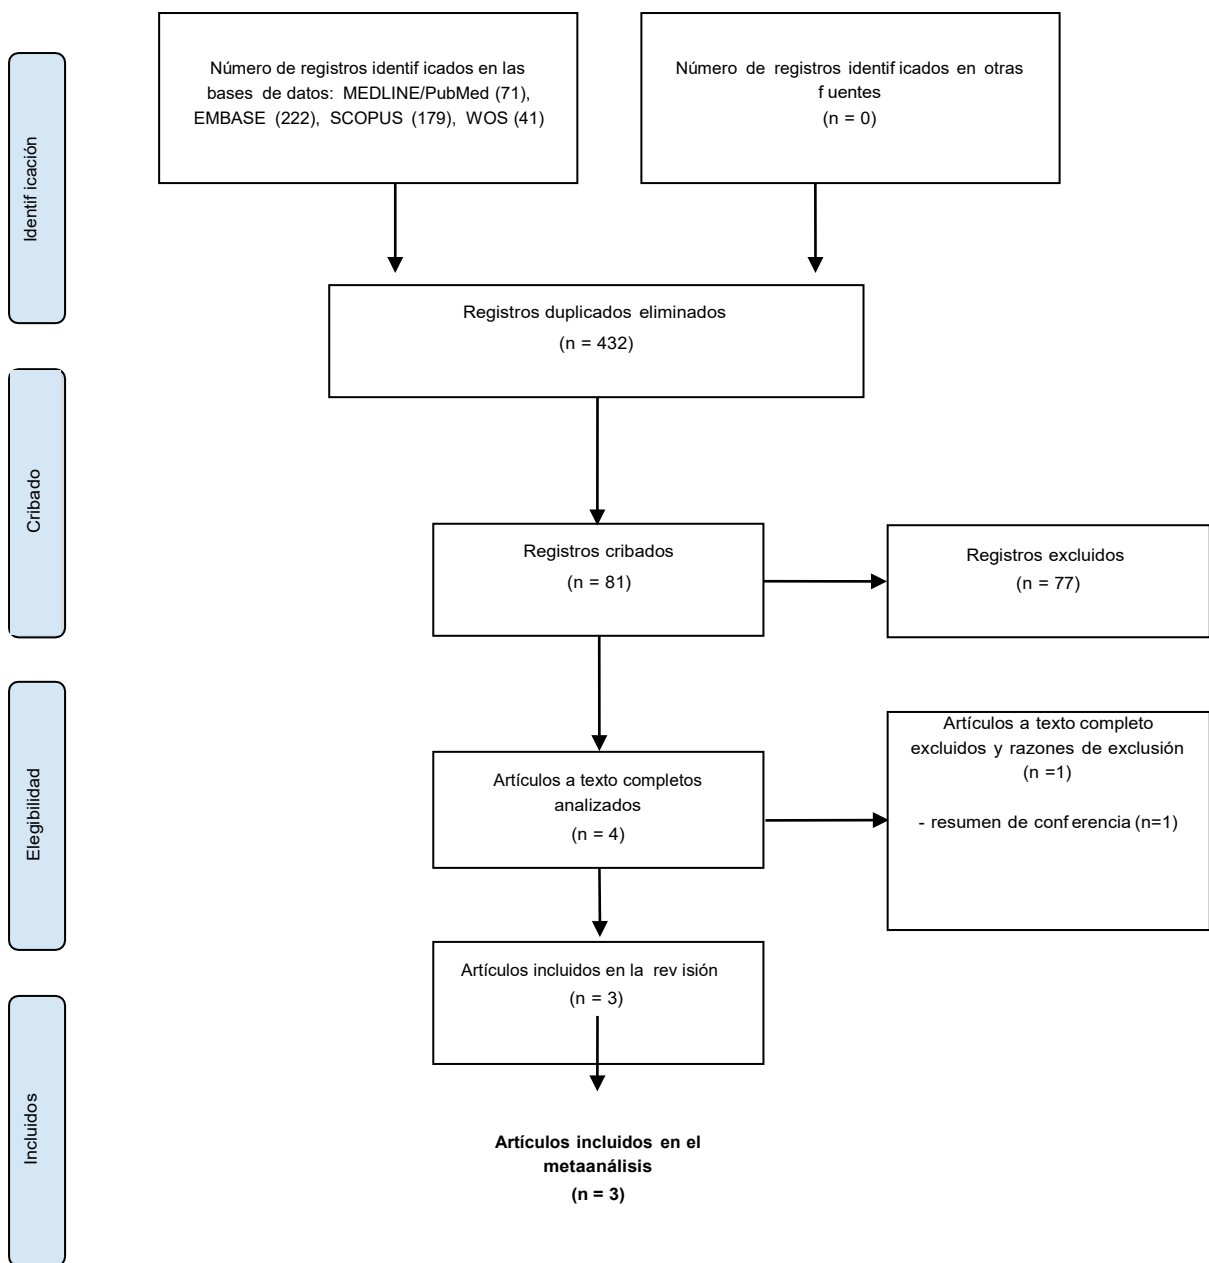 Identificación
Número de registros identificados en las
bases de datos: MEDLINE/PubMed (71),
EMBASE (222), SCOPUS (179), WOS (41)
Número de registros identificados en otras
fuentes
(n = 0)
Registros duplicados eliminados
(n = 432)
Cribado
Registros cribados
(n = 81)
Registros excluidos
(n = 77)
Elegibilidad
Artículos a texto completos
analizados
(n = 4)
Artículos a texto completo
excluidos y razones de exclusión
(n =1)
- resumen de conferencia (n=1)
Incluidos
Artículos incluidos en la revisión
(n = 3)
Artículos incluidos en el
metaanálisis
(n = 3)